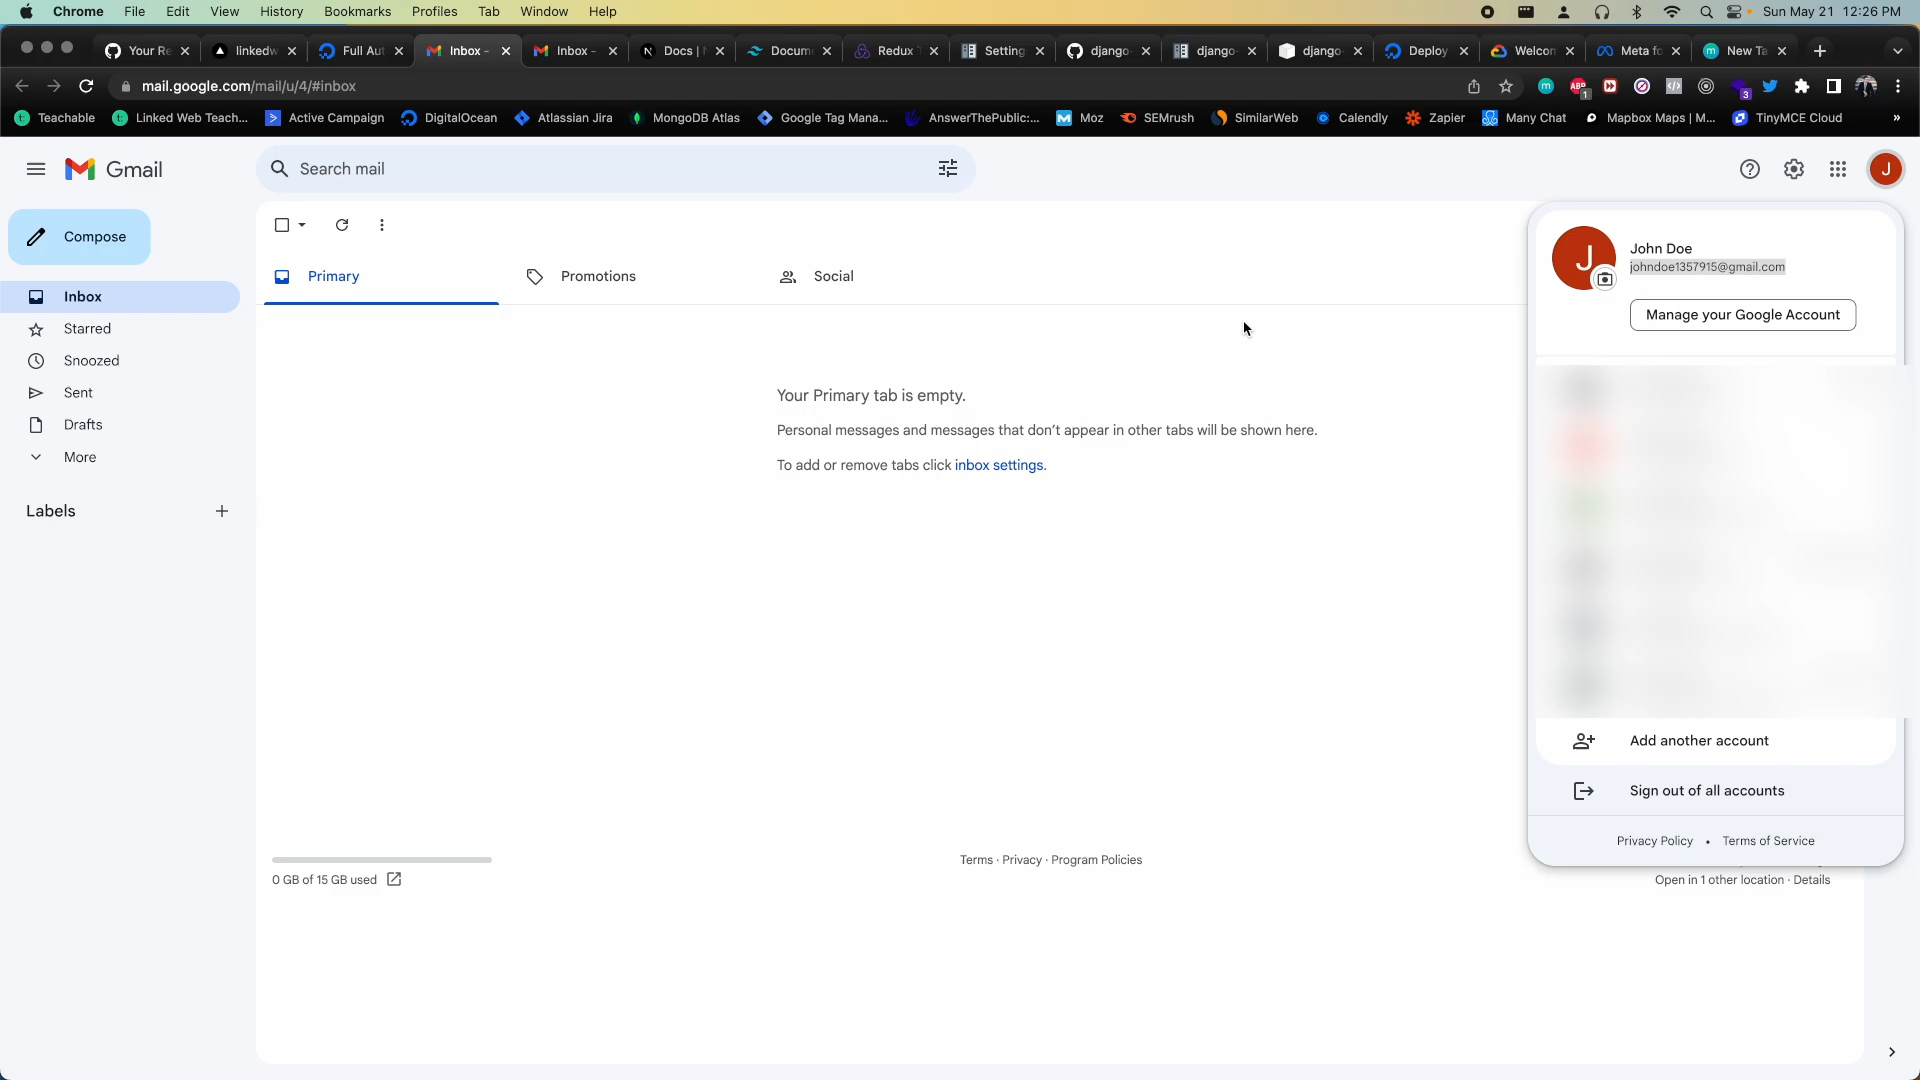 Chrome File Edit View History Bookmarks Profiles Tab Window Help Sun May 21 12:26 PM
Your Re linkedw Full Aut Inbox - Inbox - Docs | Docum Redux Setting django- django- django- Deploy Welcon Meta fo New Ta
mail.google.com/mail/u/4/#inbox ABP 1 3
Teachable Linked Web Teach... Active Campaign DigitalOcean Atlassian Jira MongoDB Atlas Google Tag Mana... AnswerThePublic:... Moz SEMrush SimilarWeb Calendly Zapier Many Chat Mapbox Maps | M... TinyMCE Cloud »
Gmail
Search mail
J
Compose
Inbox
Starred
Snoozed
Sent
Drafts
More
Labels
Primary Promotions Social
Your Primary tab is empty.
Personal messages and messages that don't appear in other tabs will be shown here.
To add or remove tabs click inbox settings.
J
John Doe
johndoe1357915@gmail.com
Manage your Google Account
Add another account
Sign out of all accounts
Privacy Policy • Terms of Service
Terms · Privacy · Program Policies
0 GB of 15 GB used
Open in 1 other location · Details